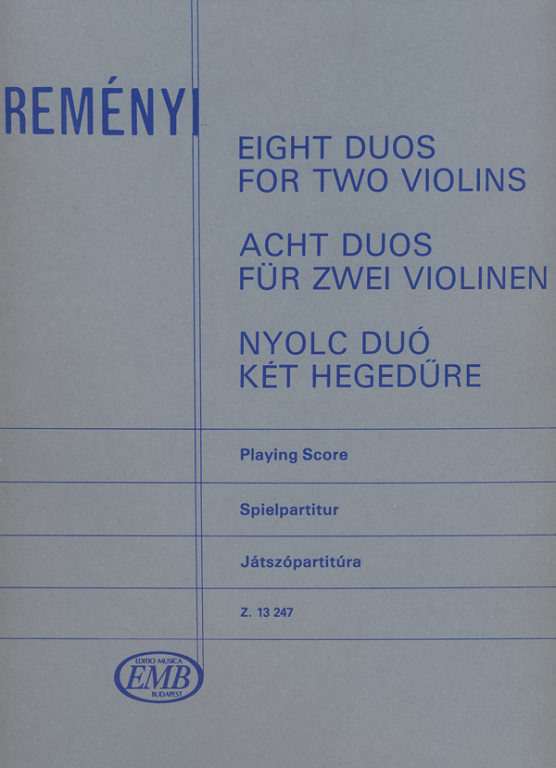 REMÉNYI
EIGHT DUOS
FOR TWO VIOLINS
ACHT DUOS
FÜR ZWEI VIOLINEN
NYOLC DUÓ
KÉT HEGEDŰRE
Playing Score
Spielpartitur
Játszópartitúra
Z. 13 247
EDITIO MUSICA
EMB
BUDAPEST